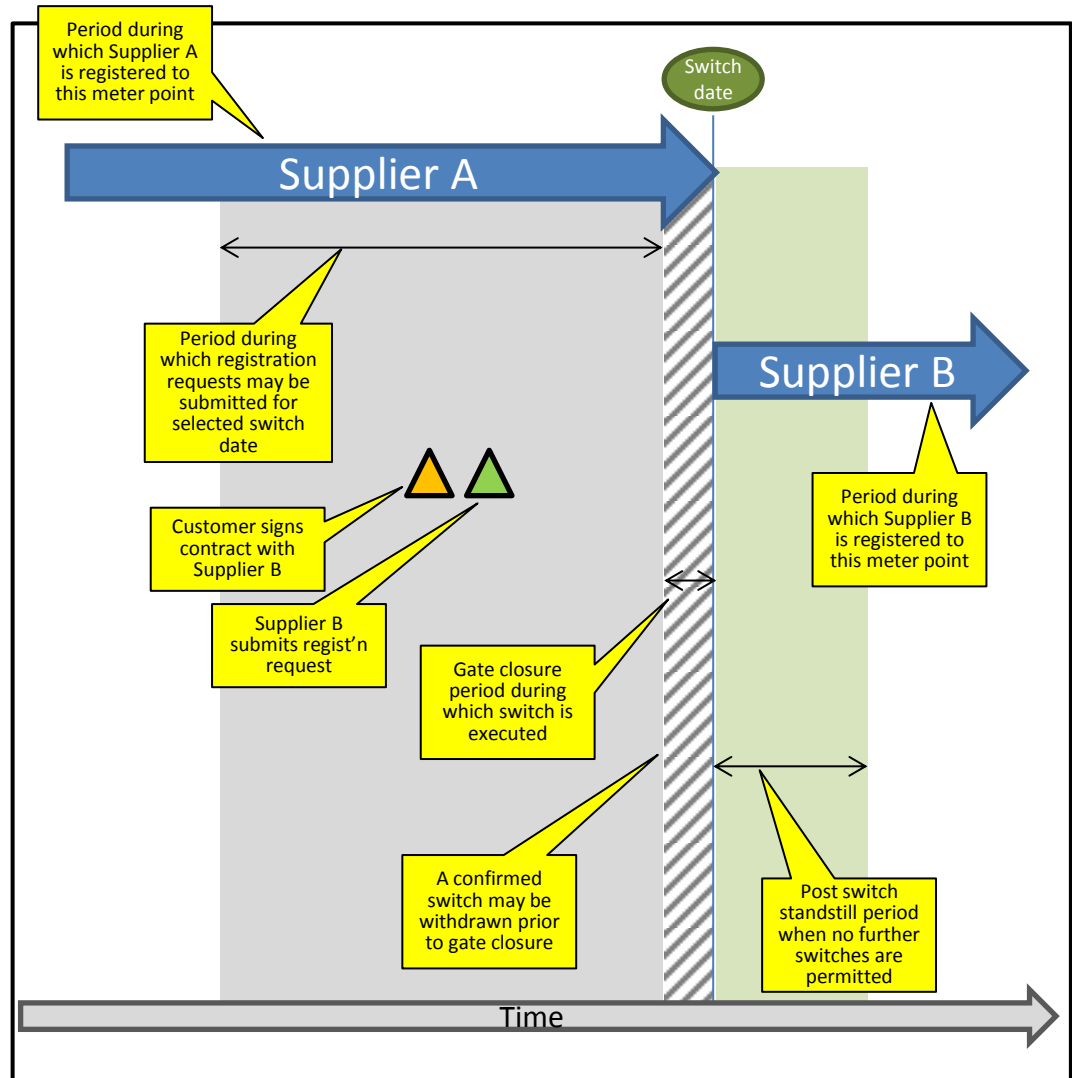 Period during
which Supplier A
is registered to
this meter point
Switch
date
Supplier A
Period during
which registration
requests may be
submitted for
selected switch
date
Supplier B
Customer signs
contract with
Supplier B
Period during
which Supplier B
is registered to
this meter point
Supplier B
submits regist’n
request
Gate closure
period during
which switch is
executed
A confirmed
switch may be
withdrawn prior
to gate closure
Post switch
standstill period
when no further
switches are
permitted
Time